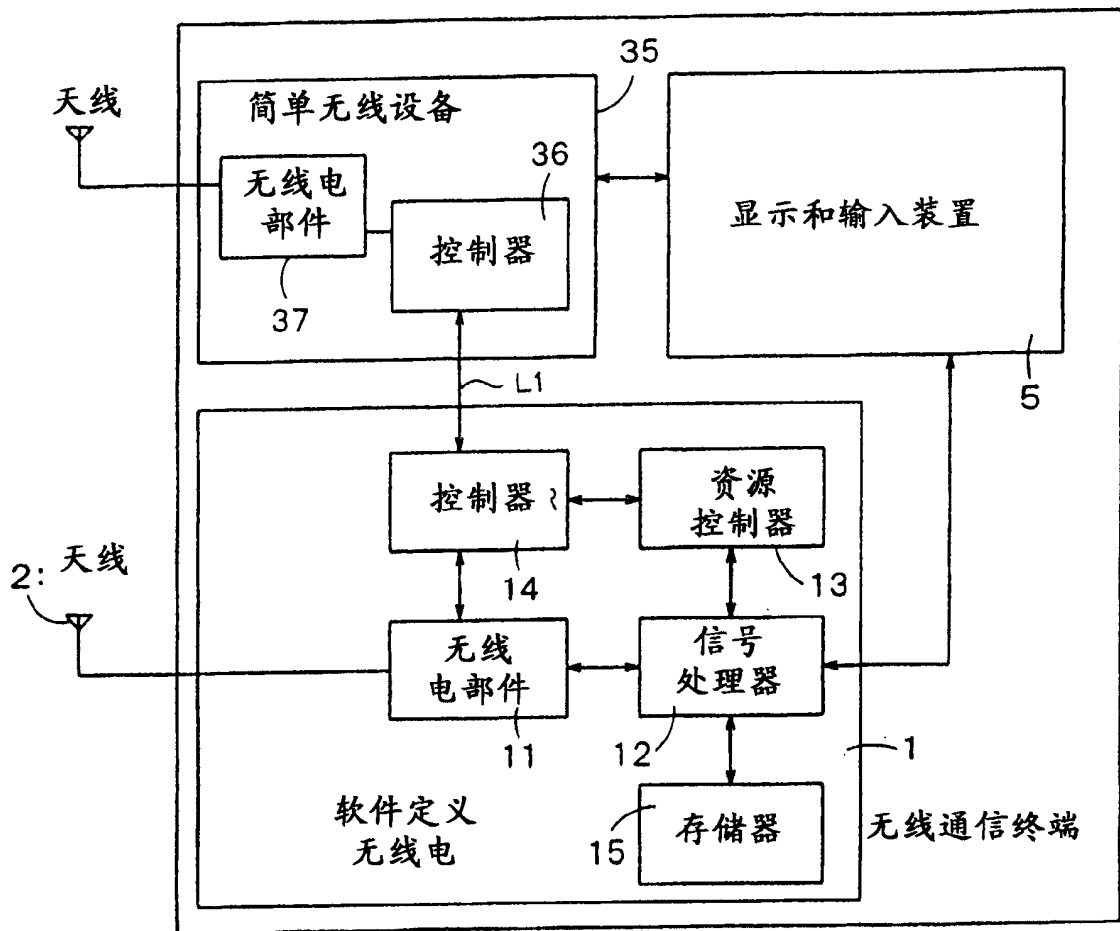 35
天线
简单无线设备
36
无线电
部件
控制器
显示和输入装置
37
L1
5
控制器
资源
控制器
天线
2:
14
13
无线
电部件
信号
处理器
11
12
1
软件定义
无线电
15
存储器
无线通信终端